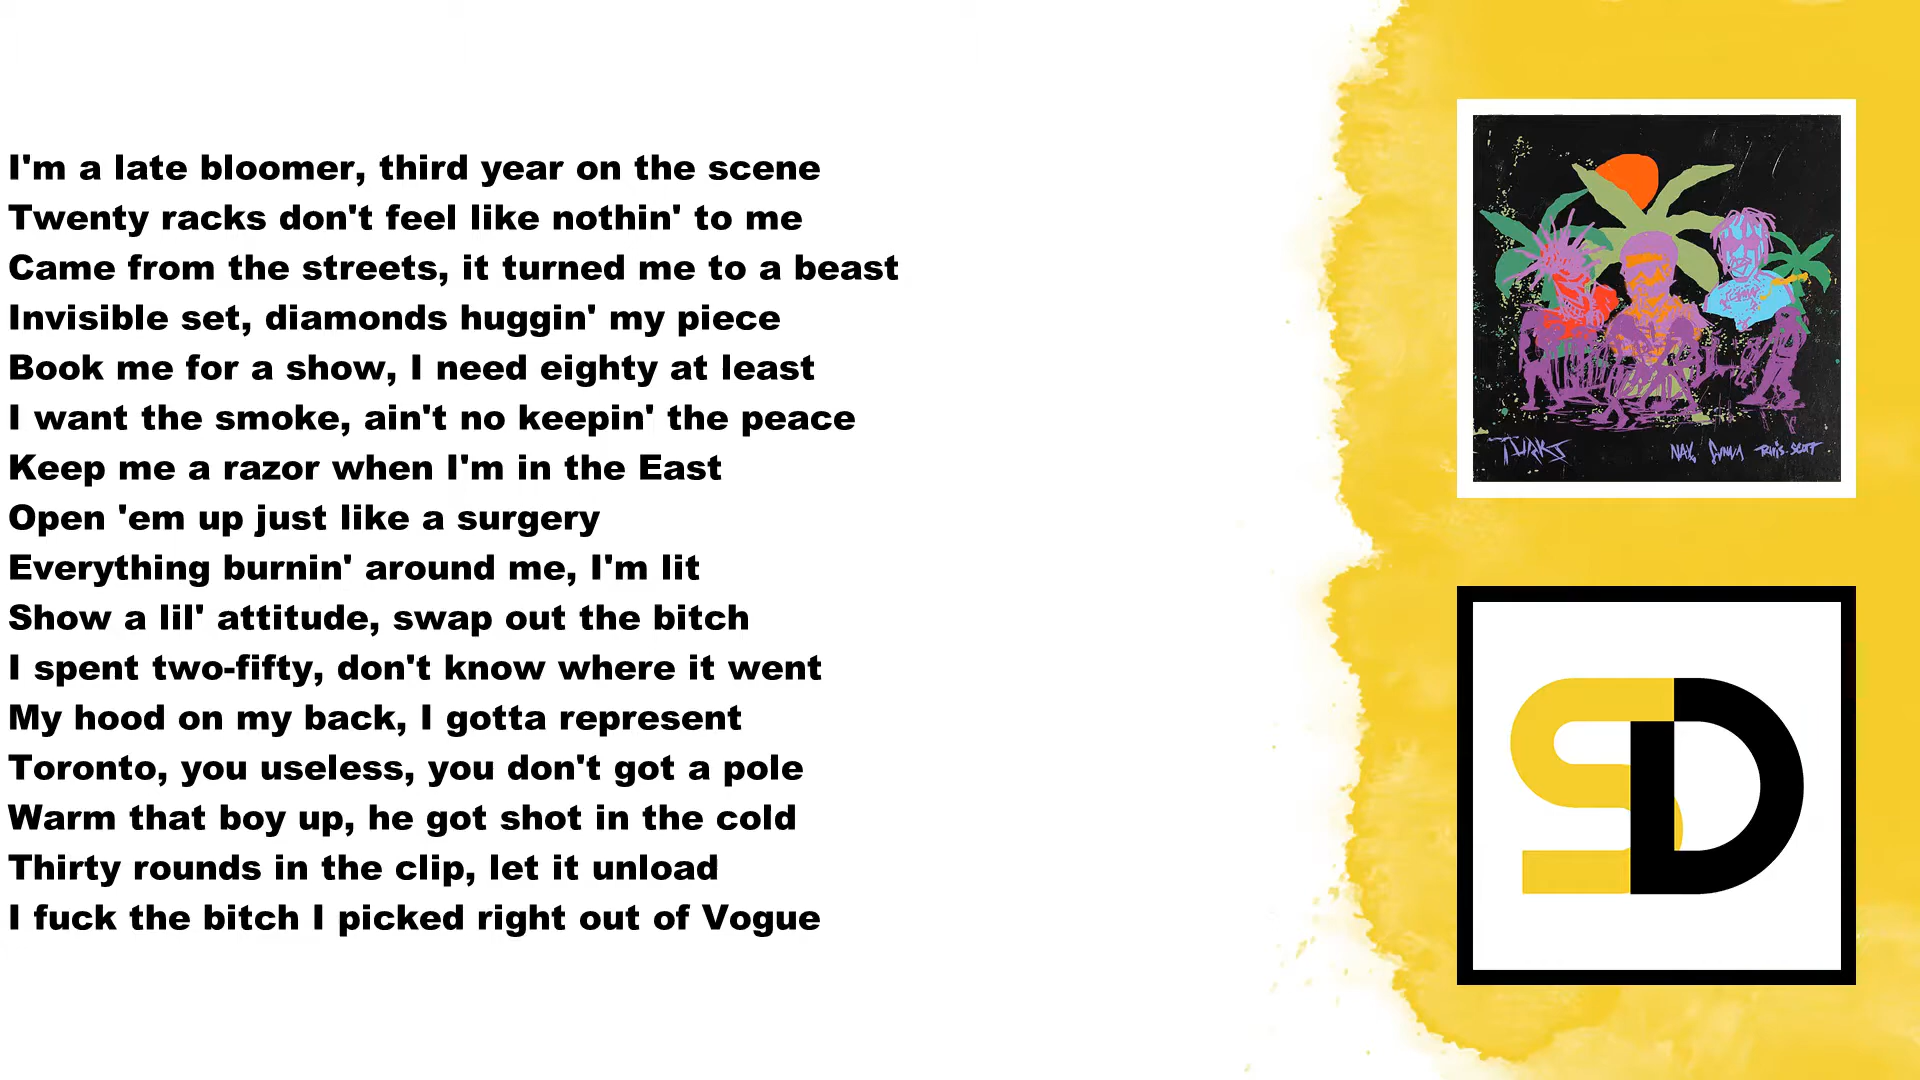 I'm a late bloomer, third year on the scene
Twenty racks don't feel like nothin' to me
Came from the streets, it turned me to a beast
Invisible set, diamonds huggin' my piece
Book me for a show, I need eighty at least
I want the smoke, ain't no keepin' the peace
Keep me a razor when I'm in the East
Open 'em up just like a surgery
Everything burnin' around me, I'm lit
Show a lil' attitude, swap out the bitch
I spent two-fifty, don't know where it went
My hood on my back, I gotta represent
Toronto, you useless, you don't got a pole
Warm that boy up, he got shot in the cold
Thirty rounds in the clip, let it unload
I fuck the bitch I picked right out of Vogue
TURKS
NAV, GUNNA TRAVIS SCOTT
SD